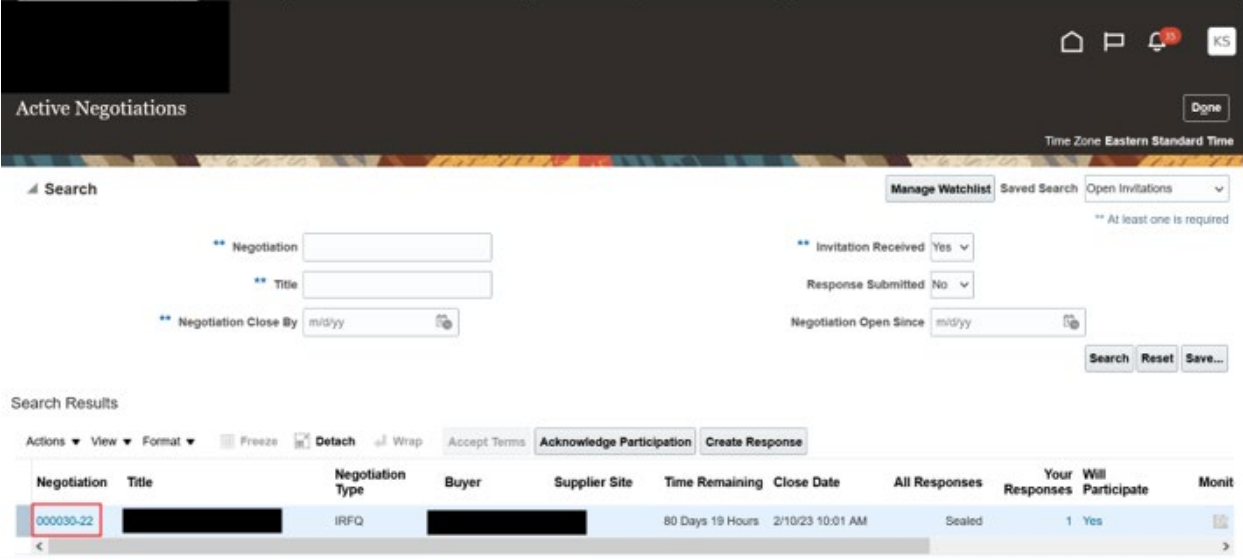 35
KS
Active Negotiations
Done
Time Zone Eastern Standard Time
Search
Manage Watchlist Saved Search Open Invitations
** At least one is required
** Negotiation
** Invitation Received Yes
** Title
Response Submitted No
** Negotiation Close By m/d/yy
Negotiation Open Since m/d/yy
Search Reset Save...
Search Results
Actions View Format Freeze Detach Wrap Accept Terms Acknowledge Participation Create Response
Negotiation Title Negotiation Type Buyer Supplier Site Time Remaining Close Date All Responses Your Responses Will Participate Monit
000030-22 IRFQ 80 Days 19 Hours 2/10/23 10:01 AM Sealed 1 Yes